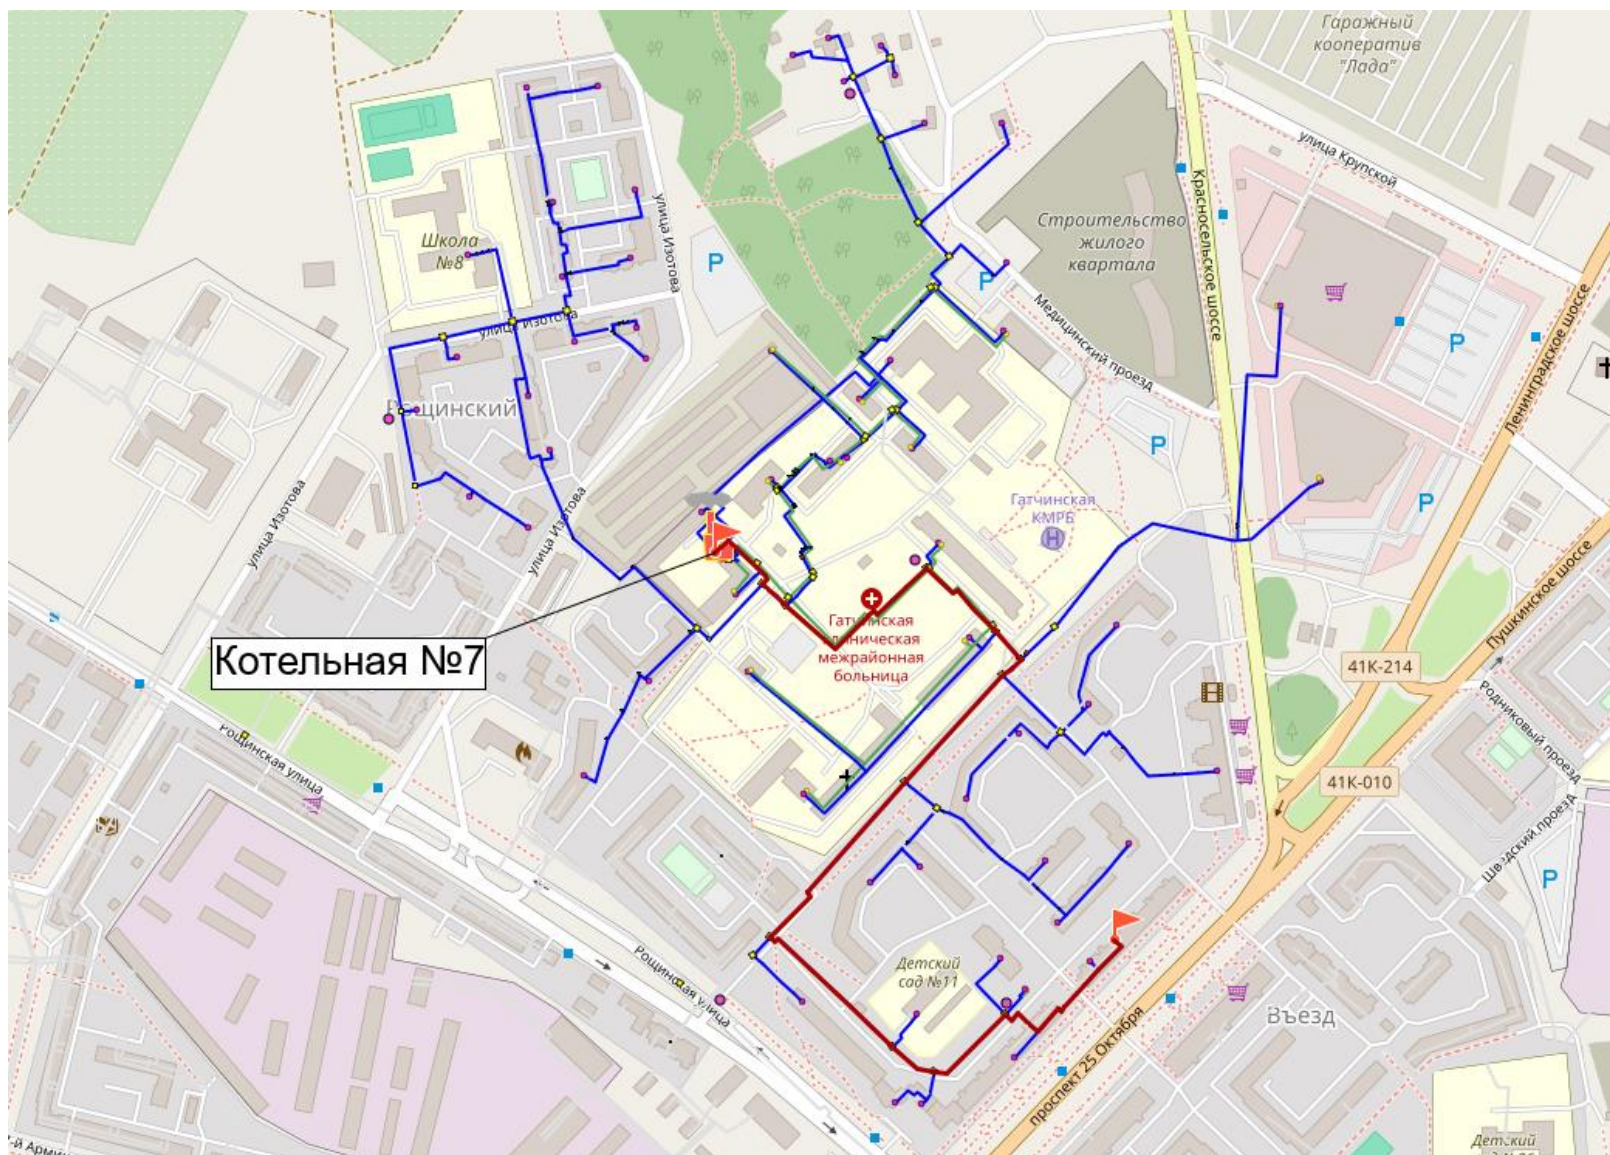 Гаражный
кооператив
"Лада"
улица Крупской
Красносельское шоссе
Строительство
жилого
квартала
Школа
№8
улица Изотова
P
P
Медицинский проезд
P
Ленинградское шоссе
улица Изотова
Рощинский
P
P
Гатчинская
КМРБ
H
улица Изотова
улица Изотова
Пушкинское шоссе
Гатчинская
клиническая
межрайонная
больница
Котельная №7
41К-214
Родниковый проезд
Рощинская улица
41К-010
Шведский проезд
P
Детский
сад №11
Рощинская улица
Въезд
проспект 25 Октября
Детский